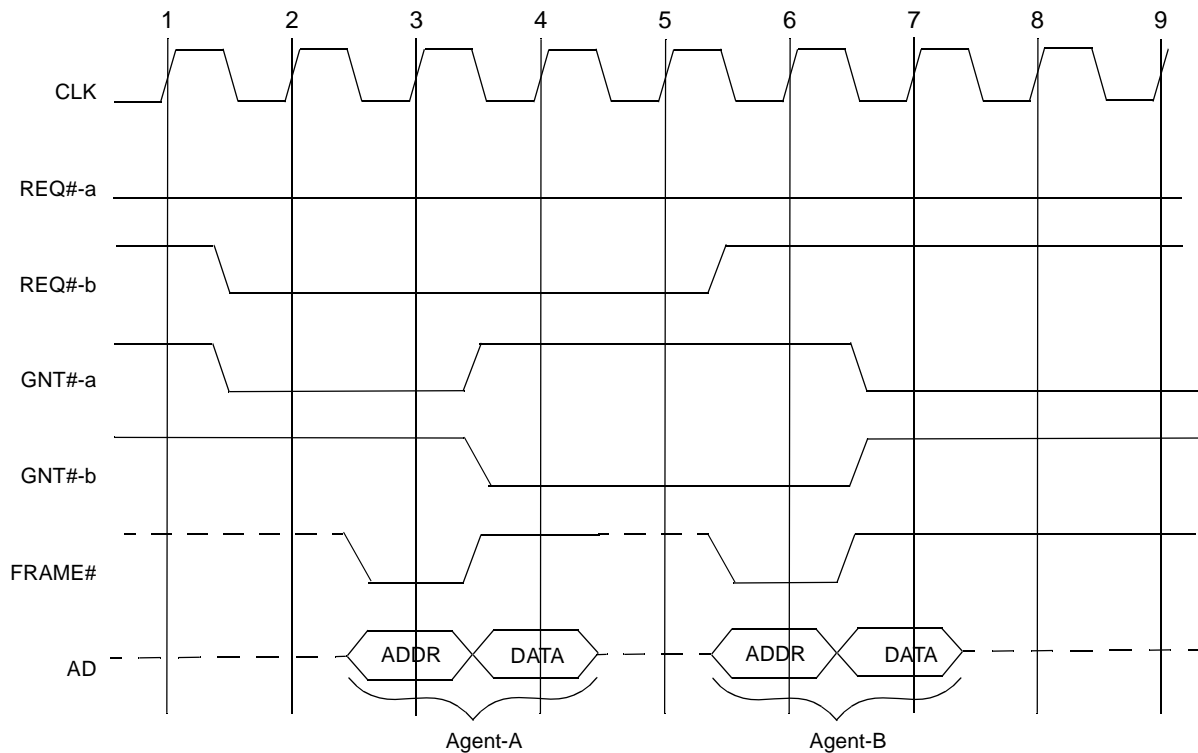 1 2 3 4 5 6 7 8 9
CLK
REQ#-a
REQ#-b
GNT#-a
GNT#-b
FRAME#
AD ADDR DATA ADDR DATA
Agent-A Agent-B